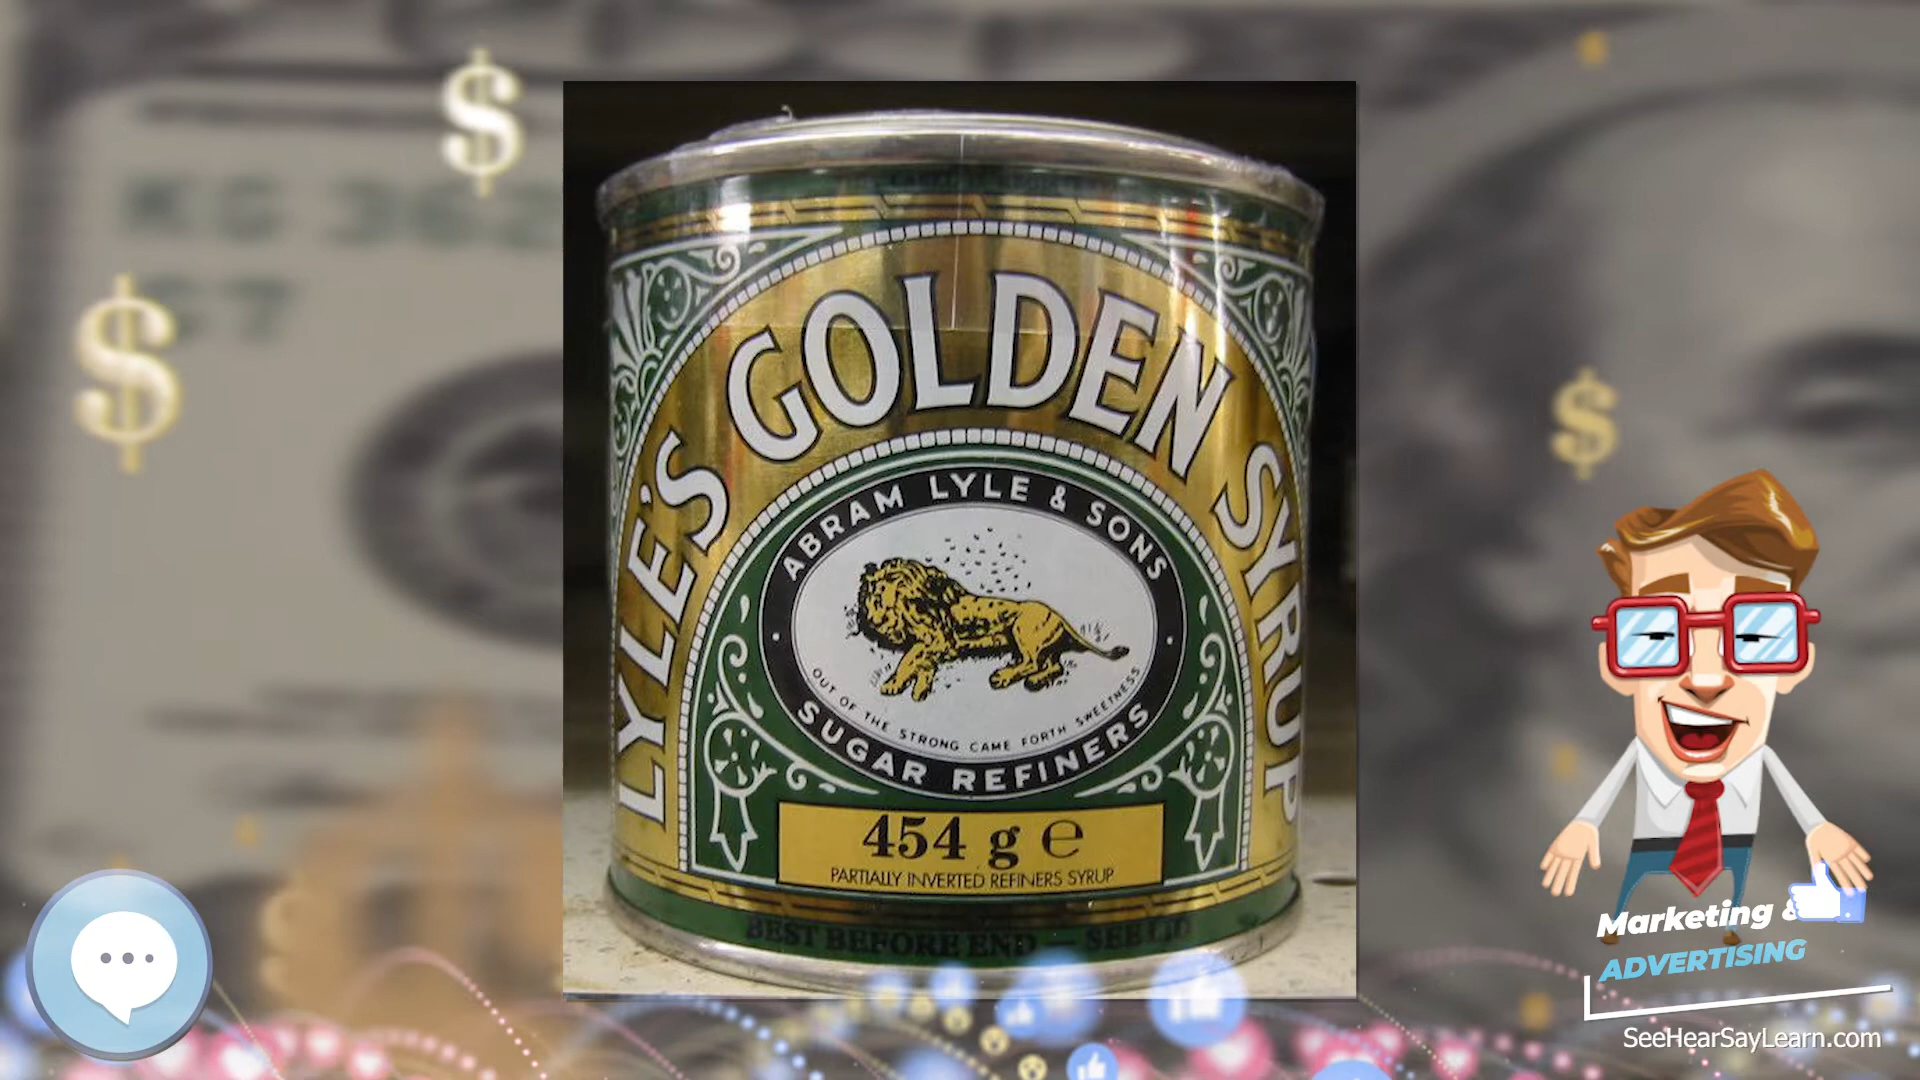 LYLE'S GOLDEN SYRUP
ABRAM LYLE & SONS
OUT OF THE STRONG CAME FORTH SWEETNESS
SUGAR REFINERS
454 g e
PARTIALLY INVERTED REFINERS SYRUP
BEST BEFORE END — SEE LID
Marketing &
ADVERTISING
SeeHearSayLearn.com